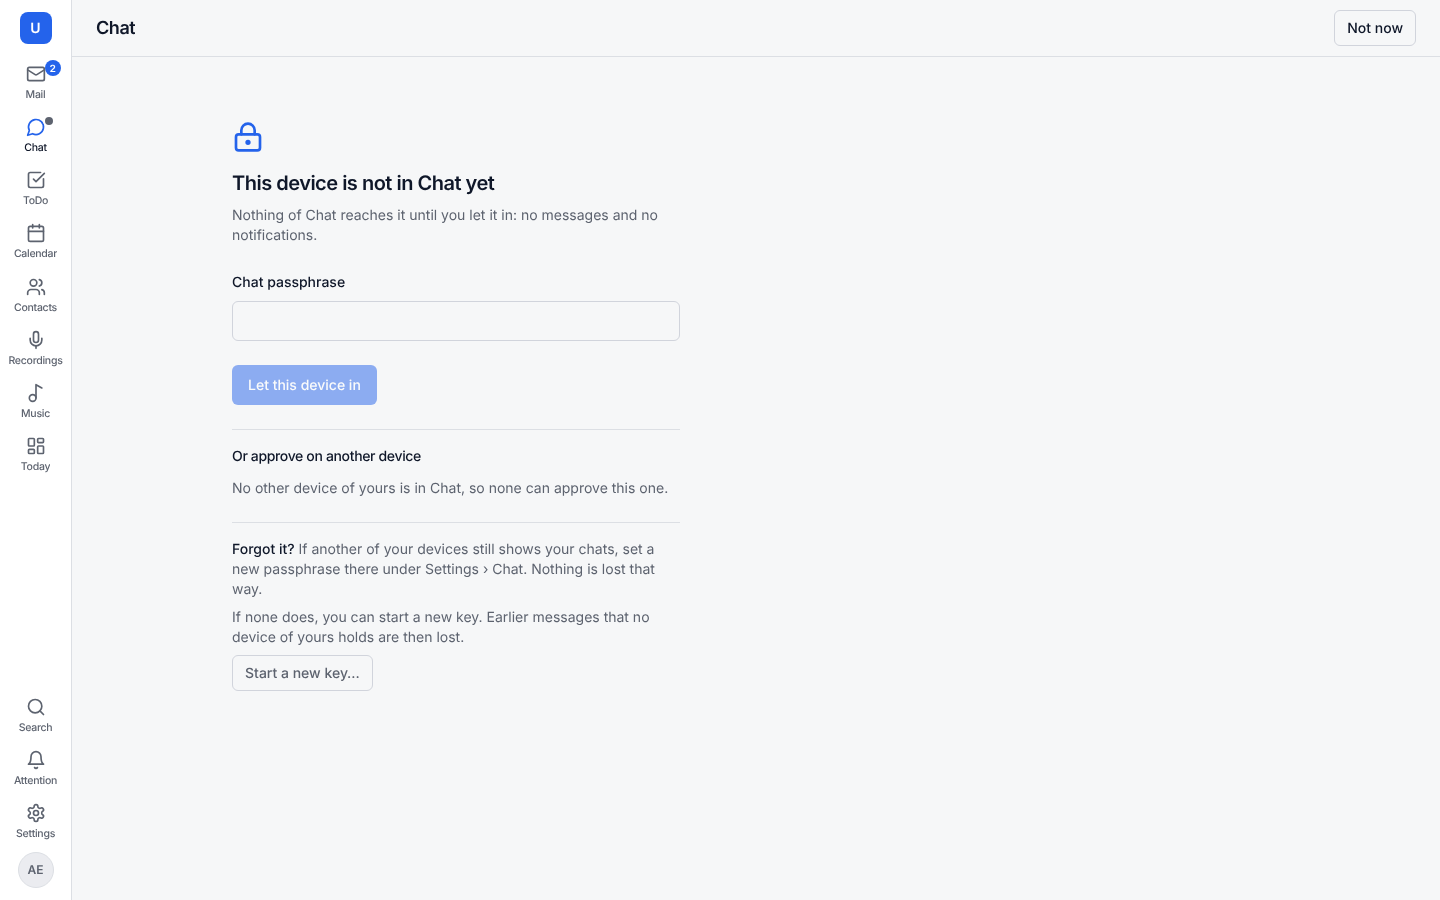 U
Chat
Not now
2
Mail
Chat
ToDo
Calendar
Contacts
Recordings
Music
Today
This device is not in Chat yet
Nothing of Chat reaches it until you let it in: no messages and no
notifications.
Chat passphrase
Let this device in
Or approve on another device
No other device of yours is in Chat, so none can approve this one.
Forgot it? If another of your devices still shows your chats, set a
new passphrase there under Settings › Chat. Nothing is lost that
way.
If none does, you can start a new key. Earlier messages that no
device of yours holds are then lost.
Start a new key...
Search
Attention
Settings
AE